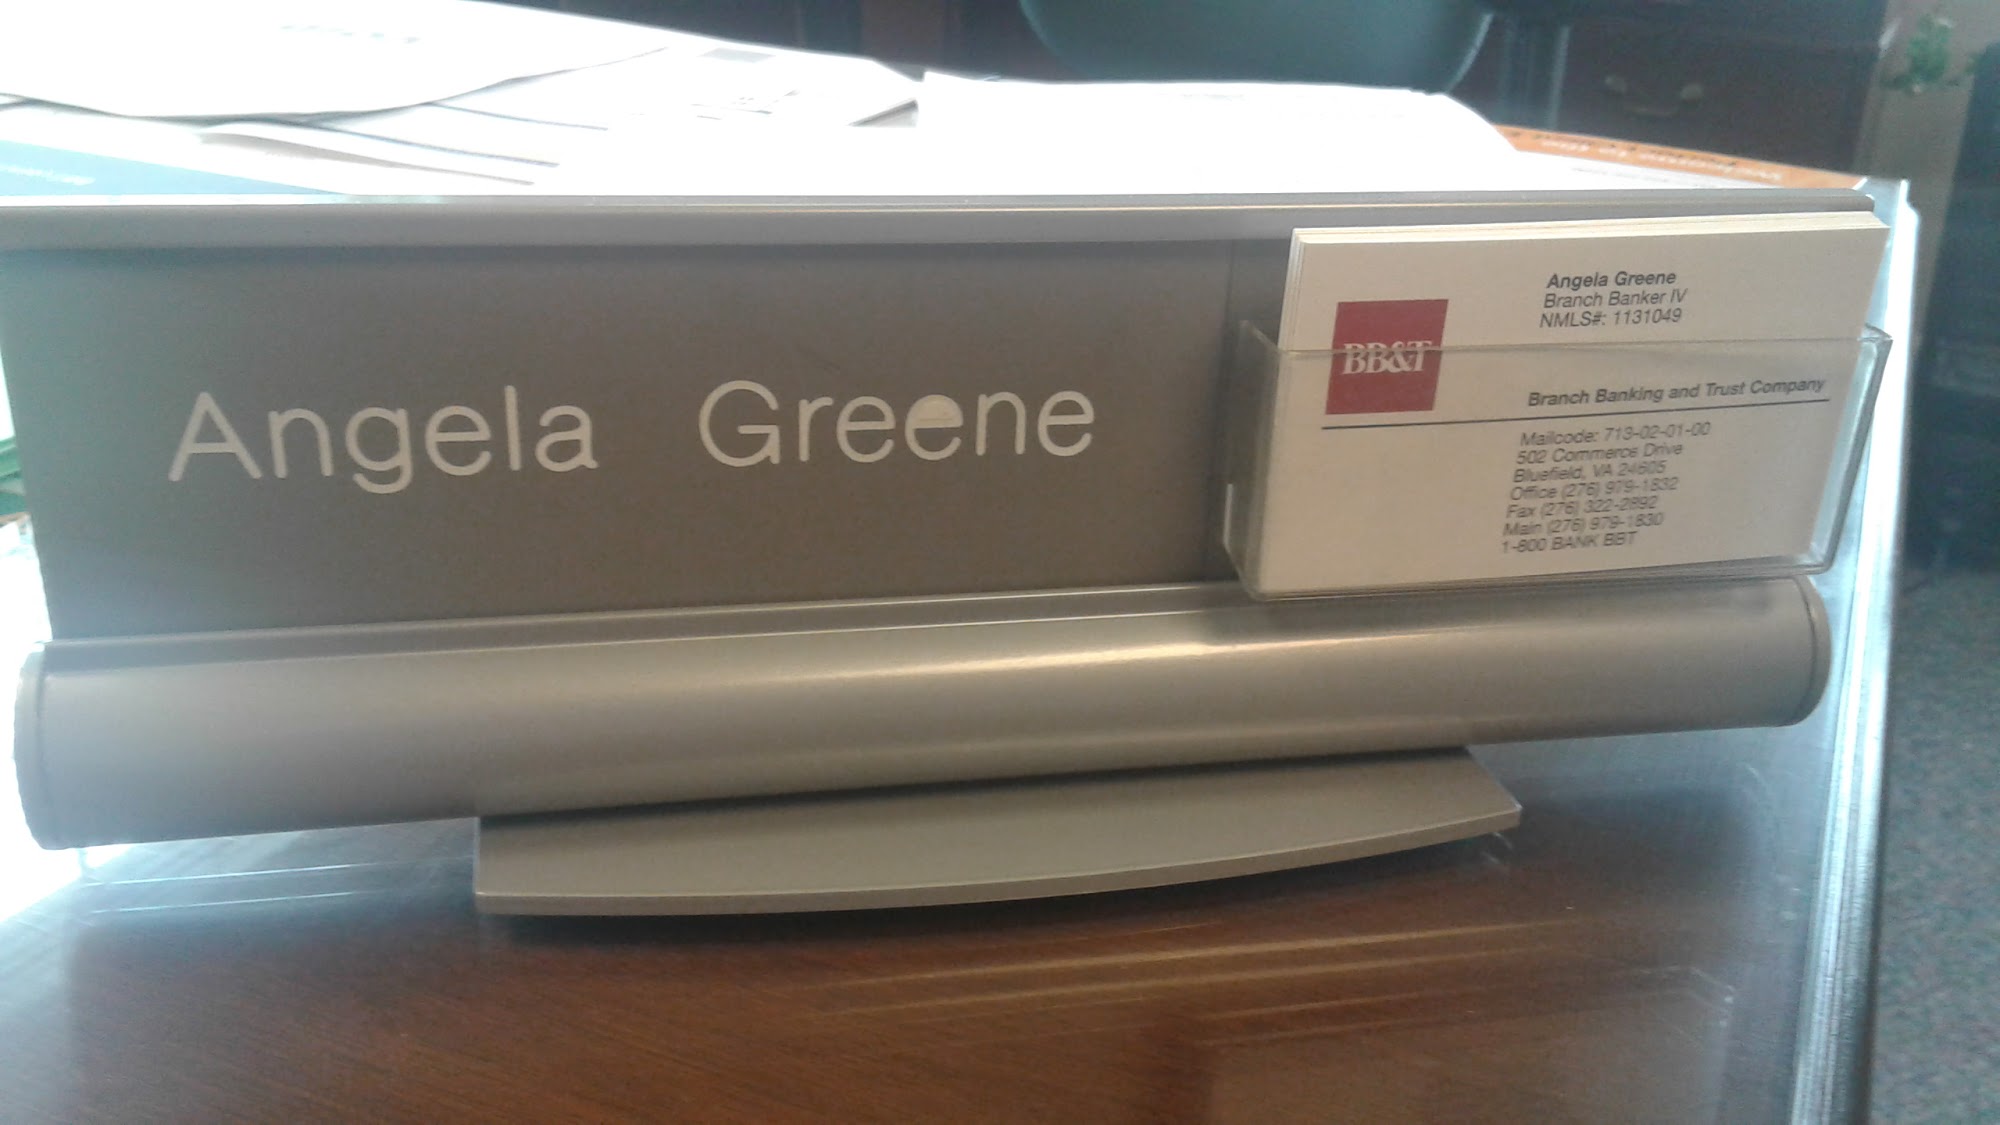 Angela Greene
BB&T
Angela Greene
Branch Banker IV
NMLS#: 1131049
Branch Banking and Trust Company
Mailcode: 713-02-01-00
502 Commerce Drive
Bluefield, VA 24605
Office (276) 979-1832
Fax (276) 322-2892
Main (276) 979-1830
1-800 BANK BBT